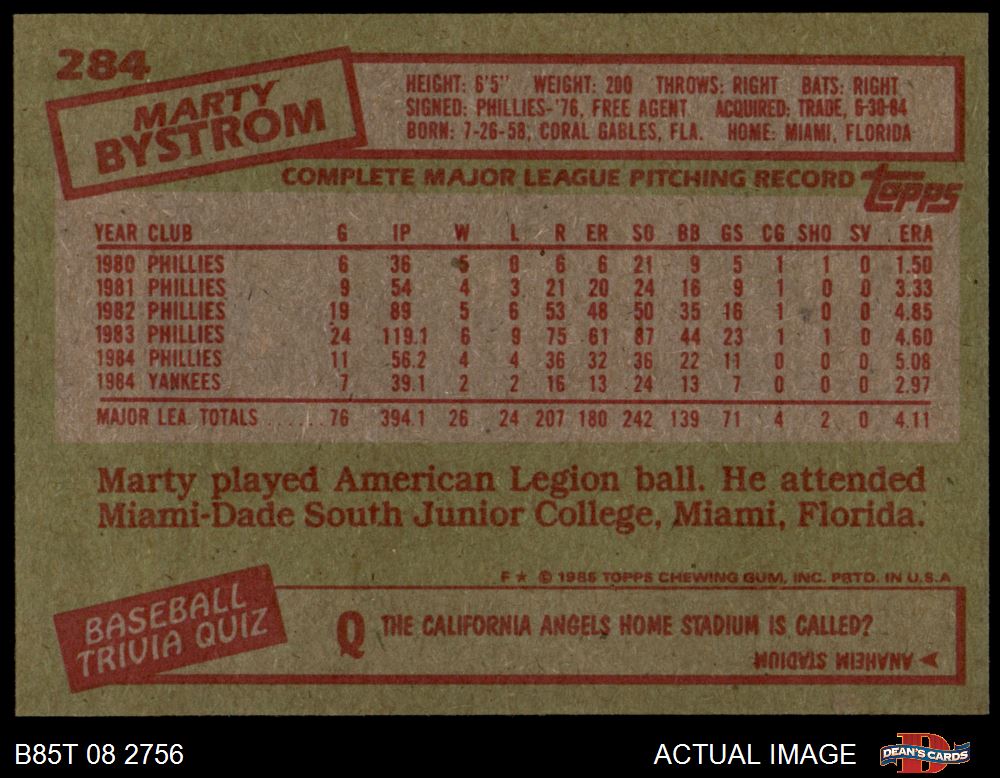 284
MARTY
BYSTROM
HEIGHT: 6'5" WEIGHT: 200 THROWS: RIGHT BATS: RIGHT
SIGNED: PHILLIES-'76, FREE AGENT ACQUIRED: TRADE, 6-30-84
BORN: 7-26-58, CORAL GABLES, FLA. HOME: MIAMI, FLORIDA
COMPLETE MAJOR LEAGUE PITCHING RECORD topps
YEAR CLUB G IP W L R ER SO BB GS CG SHO SV ERA
1980 PHILLIES 6 36 5 0 6 6 21 9 5 1 1 0 1.50
1981 PHILLIES 9 54 4 3 21 20 24 16 9 1 0 0 3.33
1982 PHILLIES 19 89 5 6 53 48 50 35 16 1 0 0 4.85
1983 PHILLIES 24 119.1 6 9 75 61 87 44 23 1 1 0 4.60
1984 PHILLIES 11 56.2 4 4 36 32 36 22 11 0 0 0 5.08
1984 YANKEES 7 39.1 2 2 16 13 24 13 7 0 0 0 2.97
MAJOR LEA. TOTALS ...... 76 394.1 26 24 207 180 242 139 71 4 2 0 4.11
Marty played American Legion ball. He attended
Miami-Dade South Junior College, Miami, Florida.
F★ © 1985 TOPPS CHEWING GUM, INC. PRTD. IN U.S.A
BASEBALL
TRIVIA QUIZ
Q THE CALIFORNIA ANGELS HOME STADIUM IS CALLED?
ANAHEIM
STADIUM
B85T 08 2756
ACTUAL IMAGE
D
DEAN'S CARDS